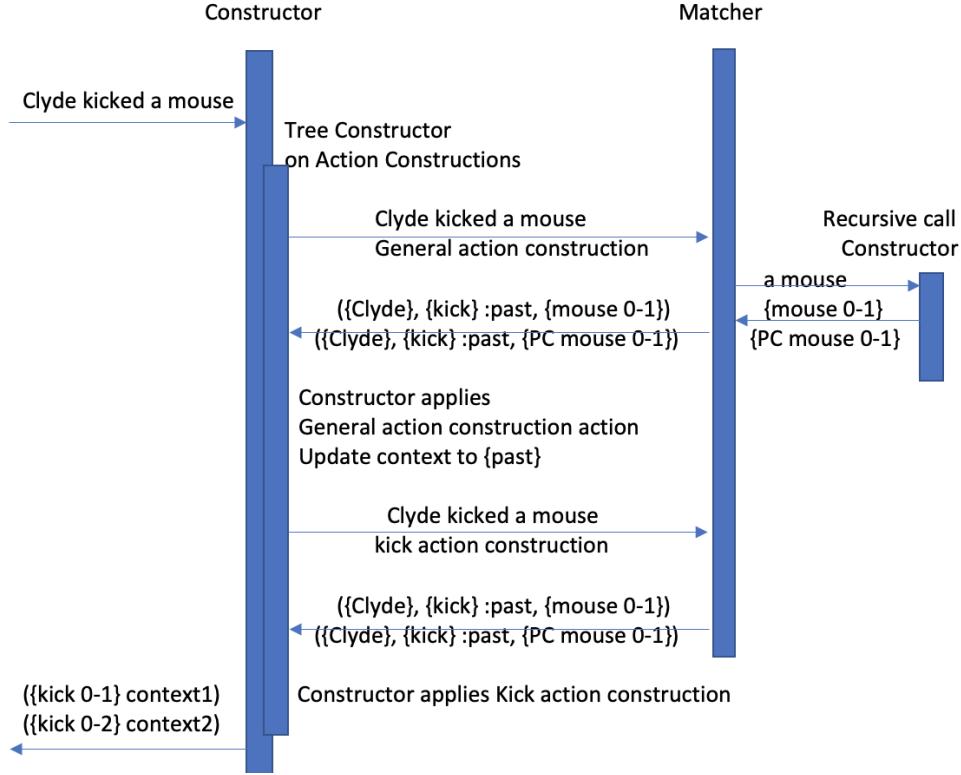 Constructor
Matcher
Clyde kicked a mouse
Tree Constructor
on Action Constructions
Clyde kicked a mouse
General action construction
Recursive call
Constructor
a mouse
{mouse 0-1}
{PC mouse 0-1}
({Clyde}, {kick} :past, {mouse 0-1})
({Clyde}, {kick} :past, {PC mouse 0-1})
Constructor applies
General action construction action
Update context to {past}
Clyde kicked a mouse
kick action construction
({Clyde}, {kick} :past, {mouse 0-1})
({Clyde}, {kick} :past, {PC mouse 0-1})
Constructor applies Kick action construction
({kick 0-1} context1)
({kick 0-2} context2)